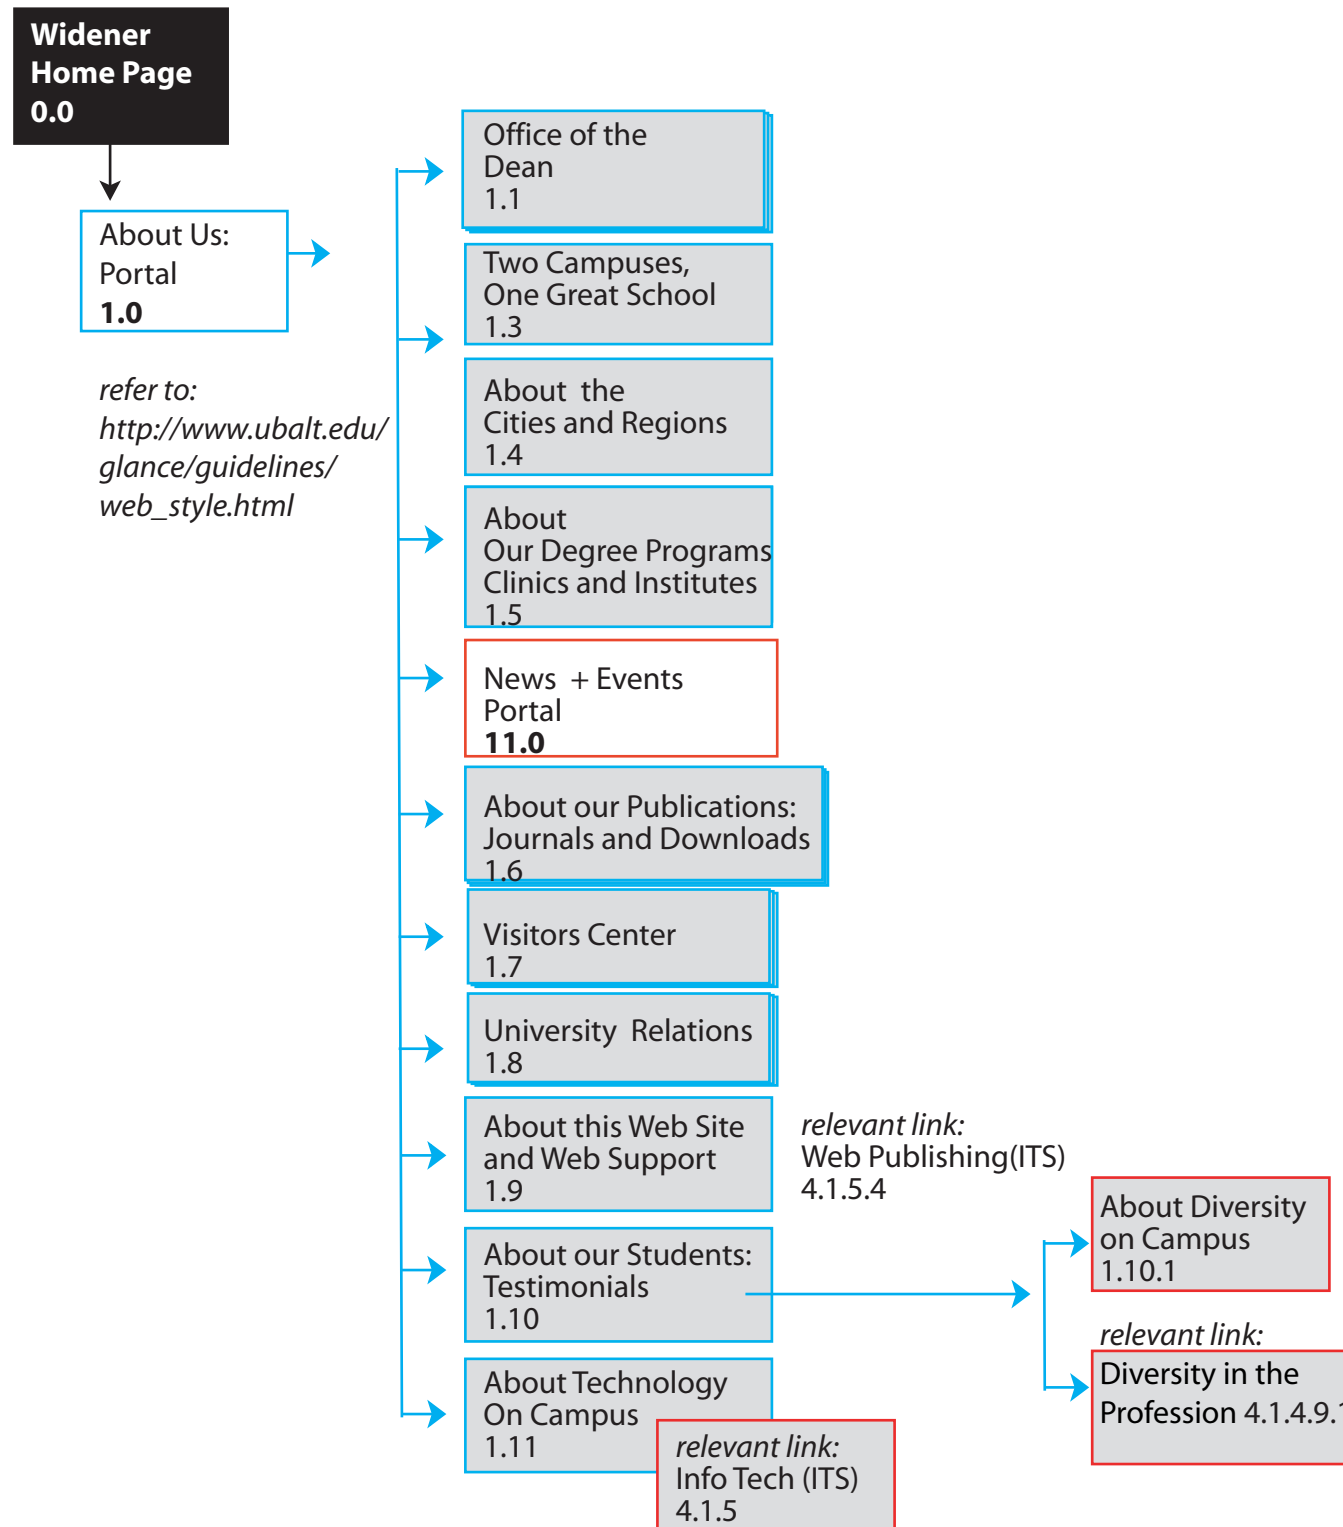 Widener
Home Page
0.0
About Us:
Portal
1.0
refer to:
http://www.ubalt.edu/
glance/guidelines/
web_style.html
Office of the
Dean
1.1
Two Campuses,
One Great School
1.3
About the
Cities and Regions
1.4
About
Our Degree Programs
Clinics and Institutes
1.5
News + Events
Portal
11.0
About our Publications:
Journals and Downloads
1.6
Visitors Center
1.7
University Relations
1.8
About this Web Site
and Web Support
1.9
relevant link:
Web Publishing(ITS)
4.1.5.4
About our Students:
Testimonials
1.10
About Diversity
on Campus
1.10.1
relevant link:
Diversity in the
Profession 4.1.4.9.1
About Technology
On Campus
1.11
relevant link:
Info Tech (ITS)
4.1.5